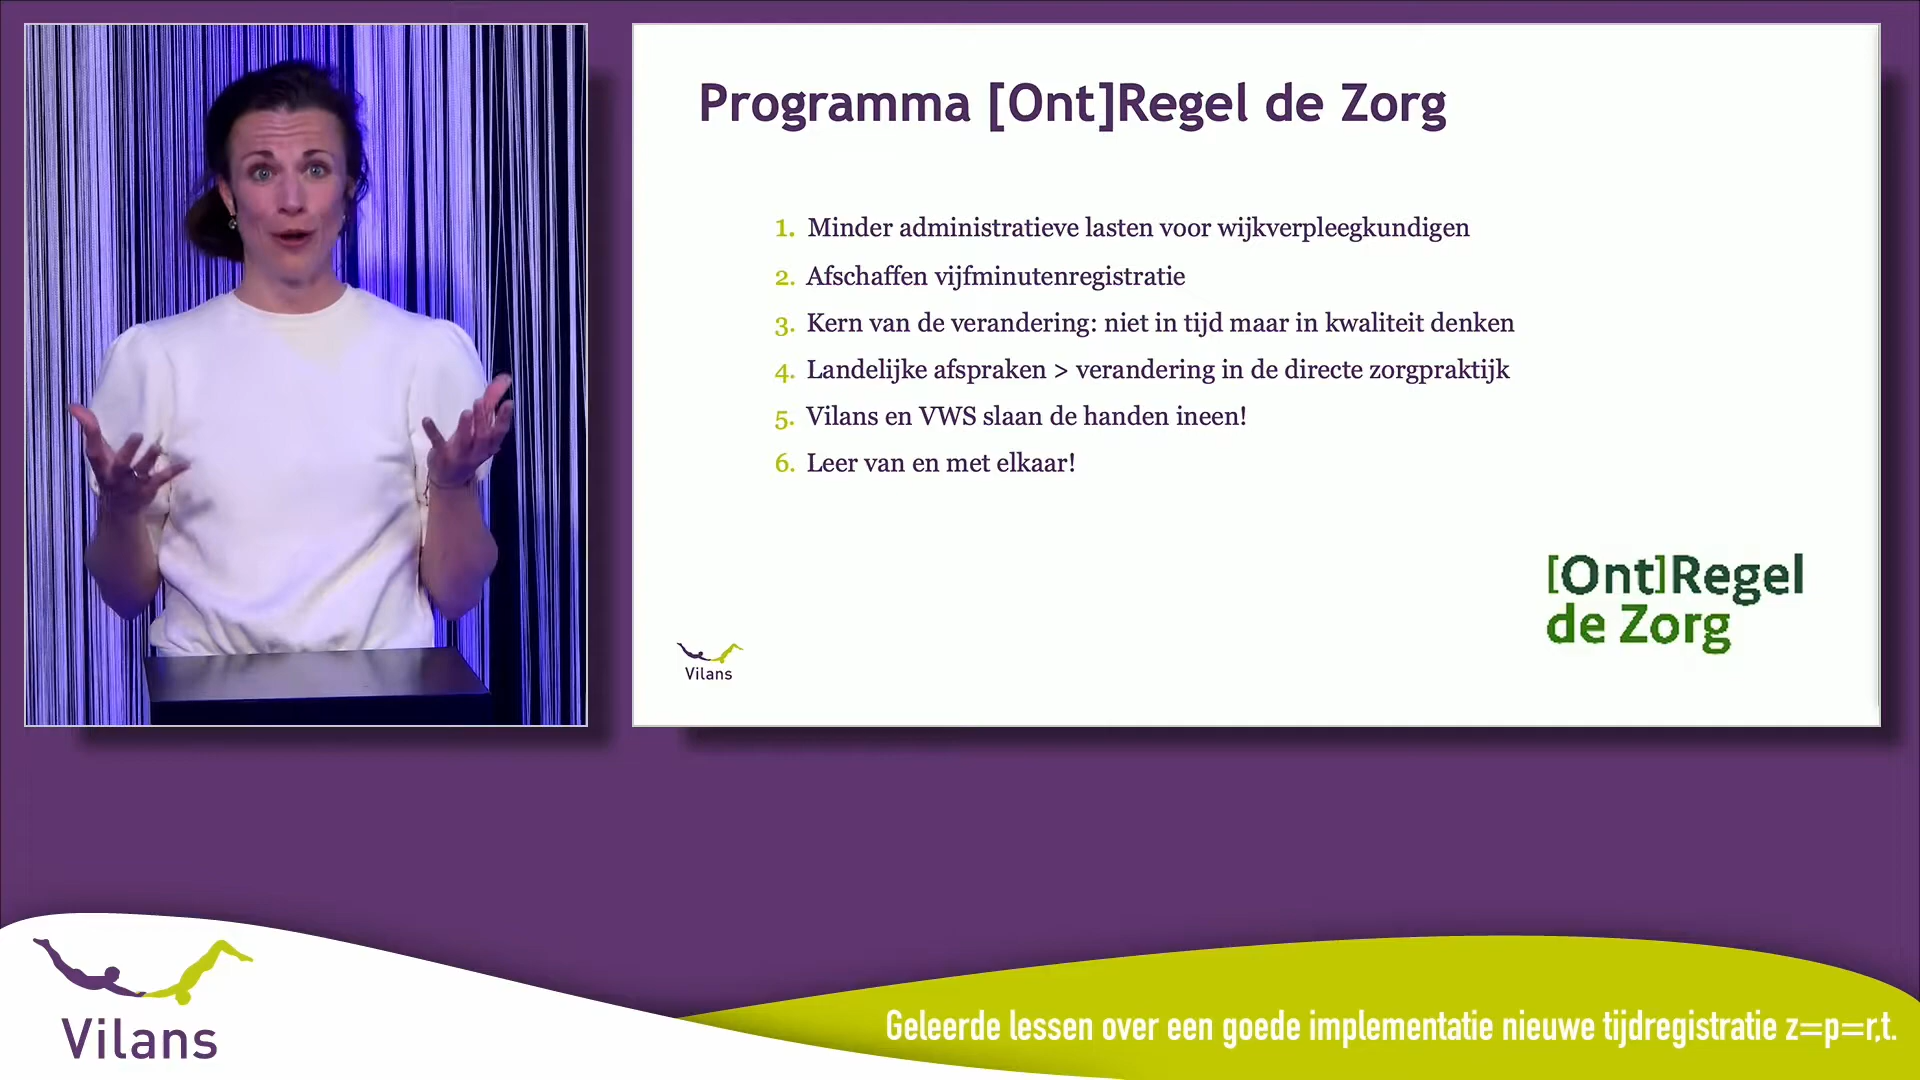 Programma [Ont]Regel de Zorg
1. Minder administratieve lasten voor wijkverpleegkundigen
2. Afschaffen vijfminutenregistratie
3. Kern van de verandering: niet in tijd maar in kwaliteit denken
4. Landelijke afspraken > verandering in de directe zorgpraktijk
5. Vilans en VWS slaan de handen ineen!
6. Leer van en met elkaar!
[Ont]Regel
de Zorg
Vilans
Vilans
Geleerde lessen over een goede implementatie nieuwe tijdregistratie z=p=r,t.